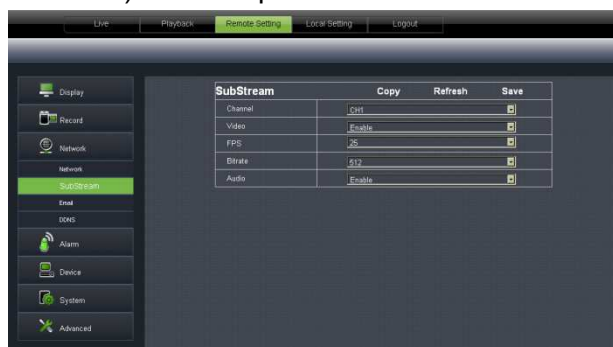 Live Playback Remote Setting Local Setting Logout
Display
Record
Network
Network
SubStream
Email
DDNS
Alarm
Device
System
Advanced
SubStream Copy Refresh Save
Channel CH1
Video Enable
FPS 25
Bitrate 512
Audio Enable